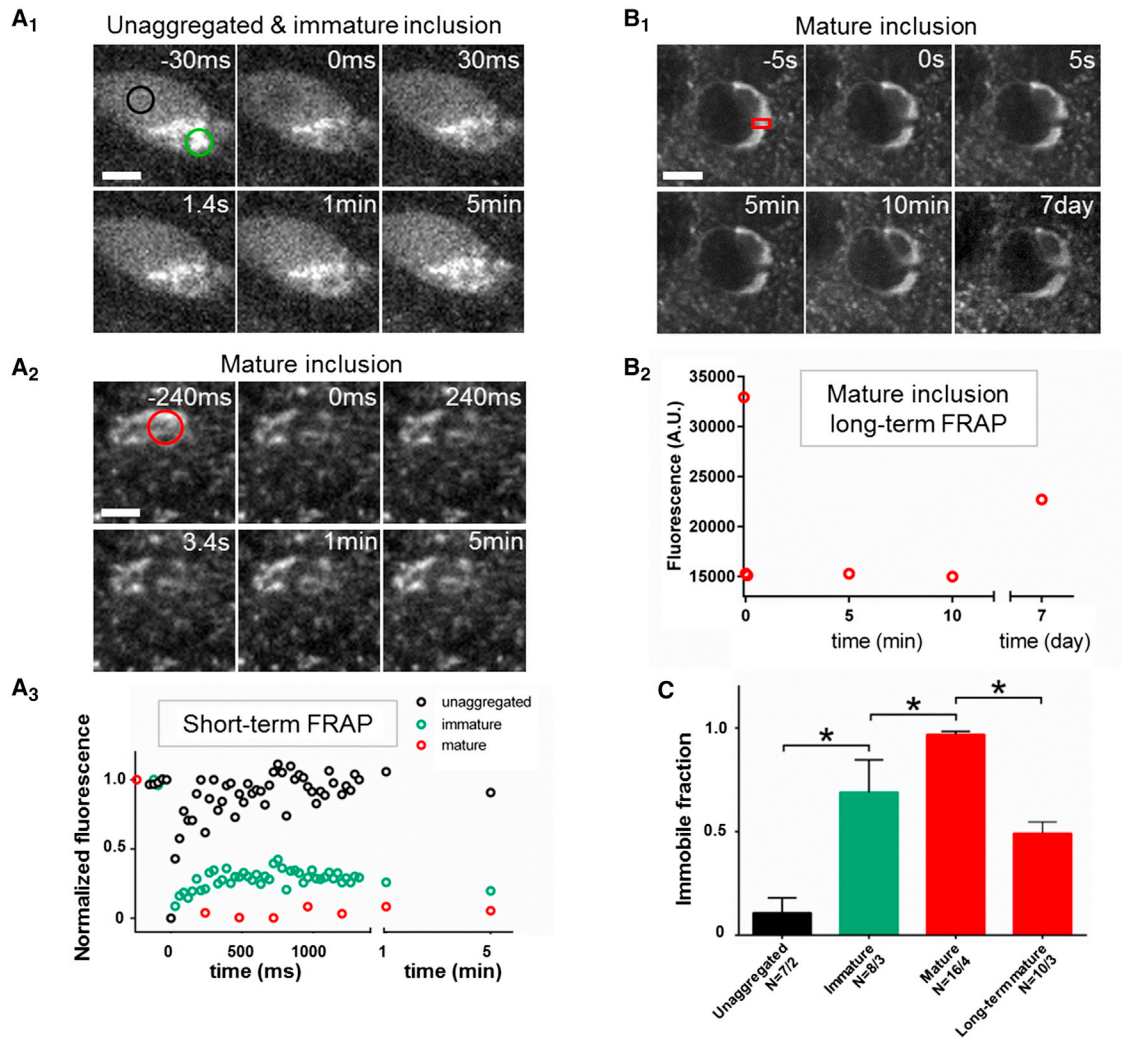 A1
Unaggregated & immature inclusion
-30ms
0ms
30ms
1.4s
1min
5min
A2
Mature inclusion
-240ms
0ms
240ms
3.4s
1min
5min
A3
Short-term FRAP
unaggregated
immature
mature
Normalized fluorescence
1.0
0.5
0
0
500
1000
1
5
time (ms)
time (min)
B1
Mature inclusion
-5s
0s
5s
5min
10min
7day
B2
Mature inclusion
long-term FRAP
Fluorescence (A.U.)
35000
30000
25000
20000
15000
0
5
10
7
time (min)
time (day)
C
Immobile fraction
1.0
0.5
0
*
*
*
Unaggregated
N=7/2
Immature
N=8/3
Mature
N=16/4
Long-term mature
N=10/3